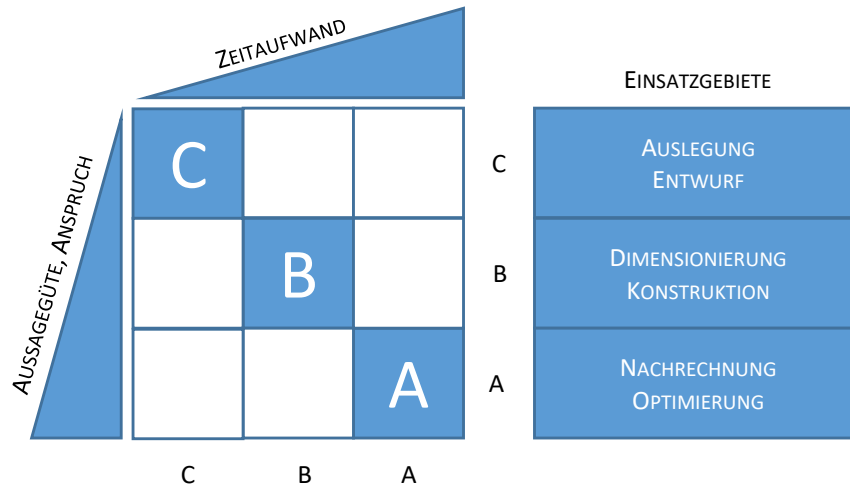 ZEITAUFWAND
EINSATZGEBIETE
AUSSAGEGÜTE, ANSPRUCH
C
C
AUSLEGUNG
ENTWURF
B
B
DIMENSIONIERUNG
KONSTRUKTION
A
A
NACHRECHNUNG
OPTIMIERUNG
C
B
A